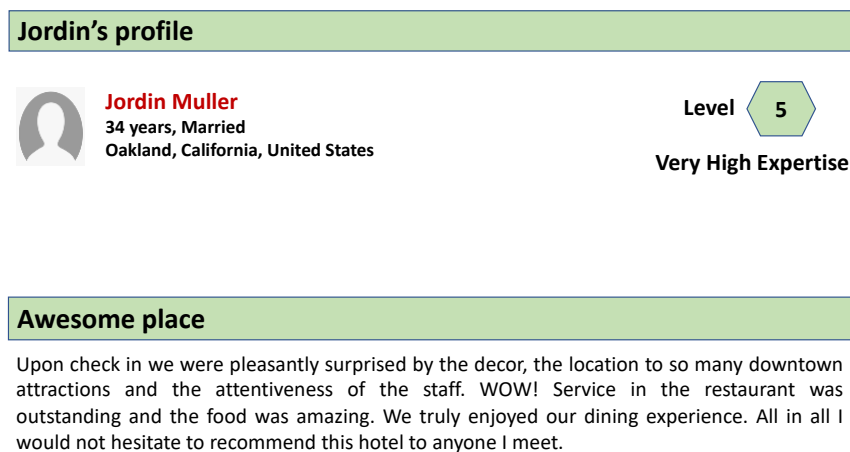 Jordin’s profile
Jordin Muller
34 years, Married
Oakland, California, United States
Level 5
Very High Expertise
Awesome place
Upon check in we were pleasantly surprised by the decor, the location to so many downtown
attractions and the attentiveness of the staff. WOW! Service in the restaurant was
outstanding and the food was amazing. We truly enjoyed our dining experience. All in all I
would not hesitate to recommend this hotel to anyone I meet.